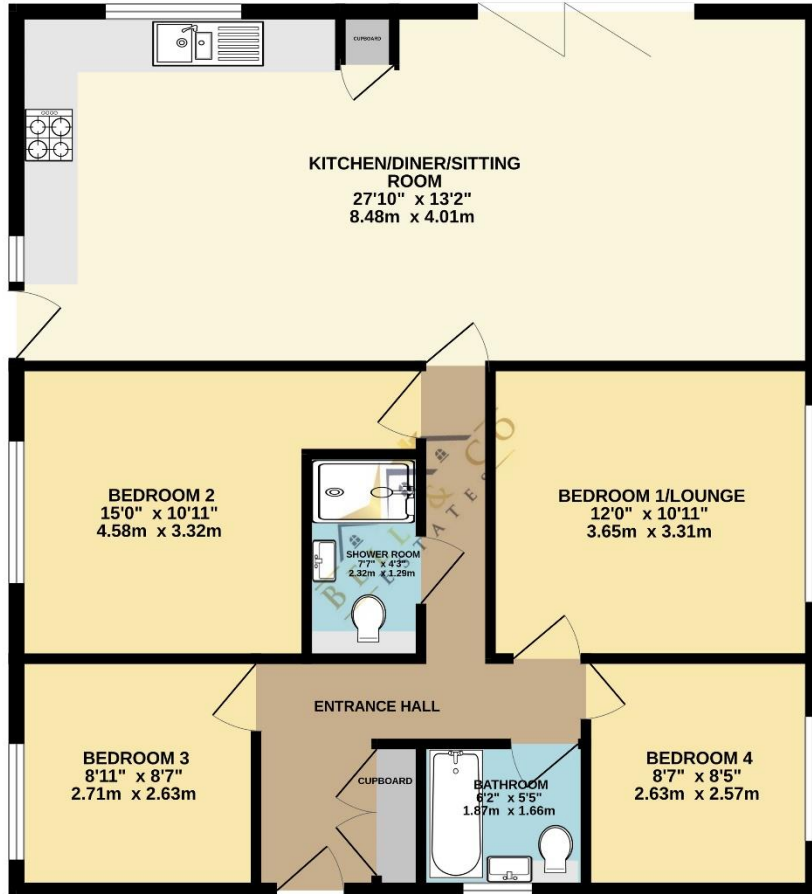 CUPBOARD
KITCHEN/DINER/SITTING
ROOM
27'10" x 13'2"
8.48m x 4.01m
BEDROOM 2
15'0" x 10'11"
4.58m x 3.32m
BEDROOM 1/LOUNGE
12'0" x 10'11"
3.65m x 3.31m
SHOWER ROOM
7'7" x 4'3"
2.32m x 1.29m
BELL & CO
ESTATES
ENTRANCE HALL
BEDROOM 3
8'11" x 8'7"
2.71m x 2.63m
CUPBOARD
BATHROOM
6'2" x 5'5"
1.87m x 1.66m
BEDROOM 4
8'7" x 8'5"
2.63m x 2.57m